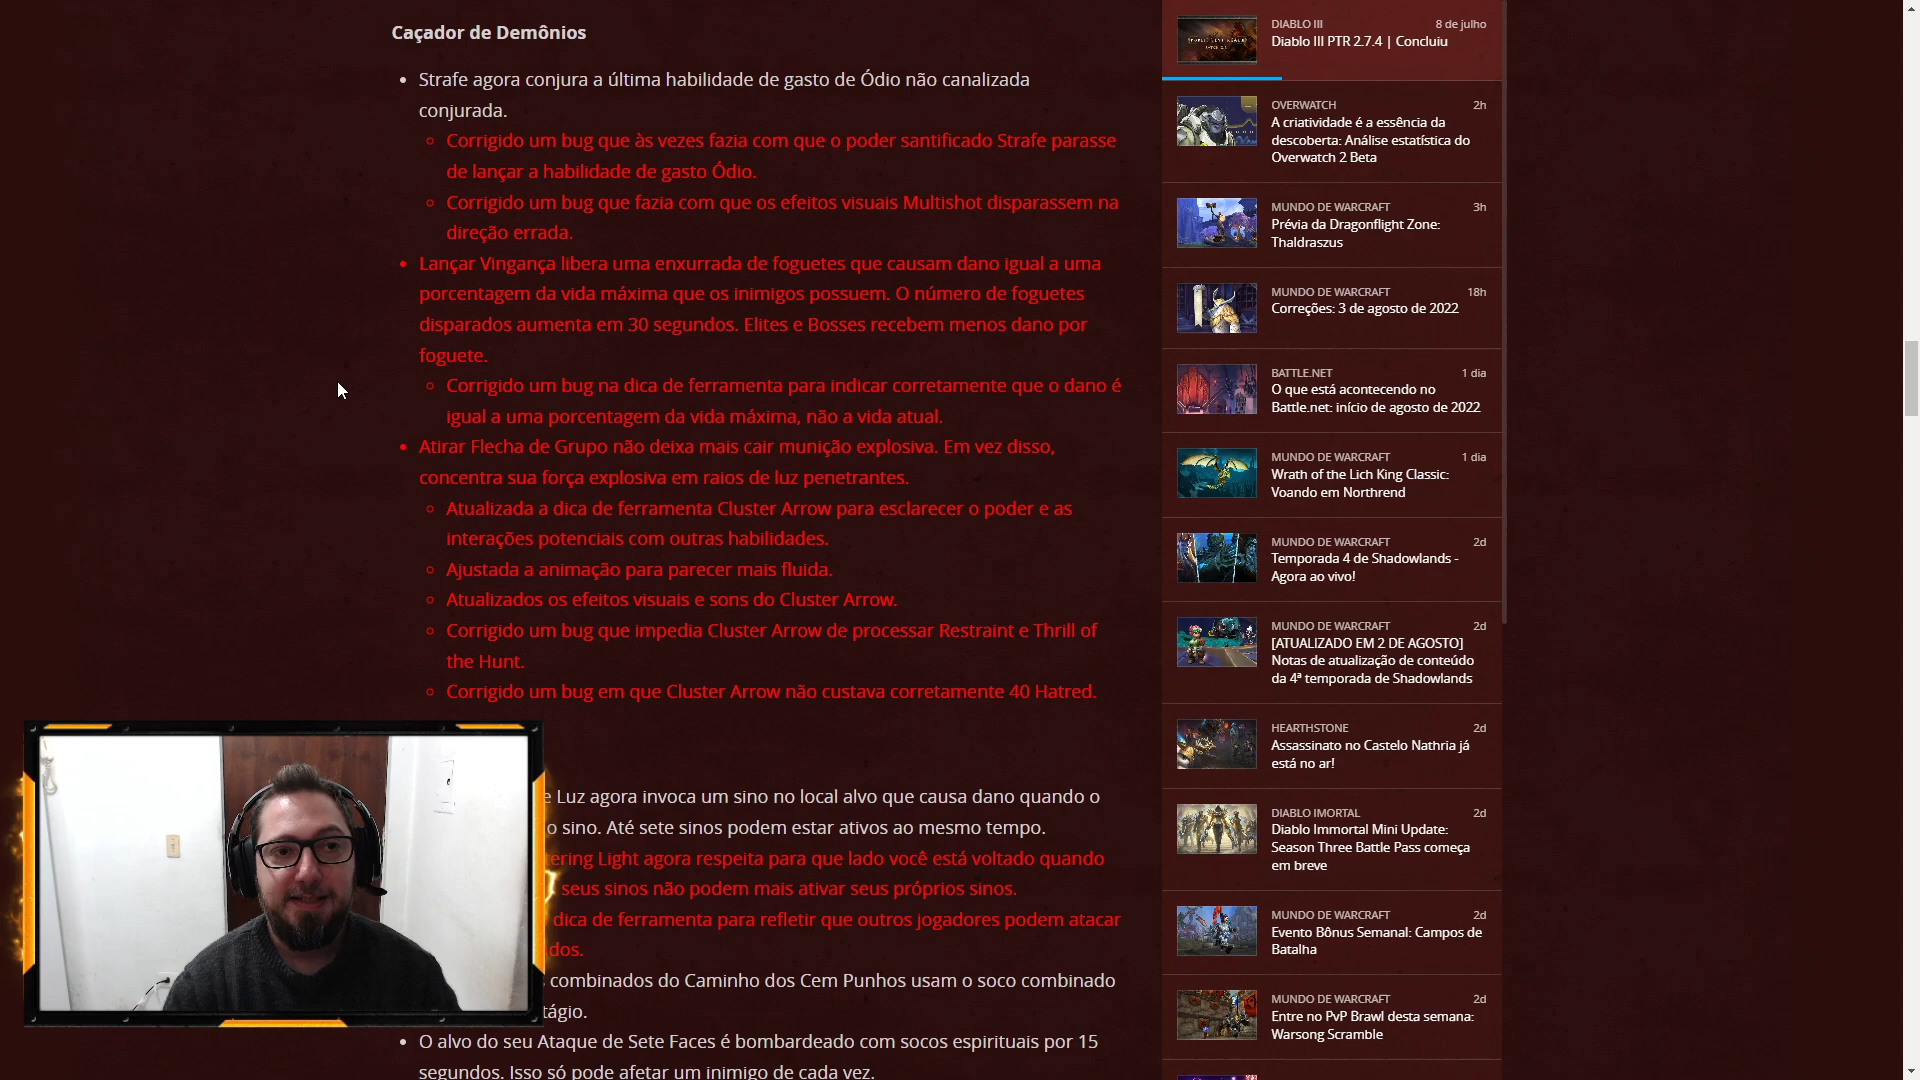 Caçador de Demônios
Strafe agora conjura a última habilidade de gasto de Ódio não canalizada
conjurada.
Corrigido um bug que às vezes fazia com que o poder santificado Strafe parasse
de lançar a habilidade de gasto Ódio.
Corrigido um bug que fazia com que os efeitos visuais Multishot disparassem na
direção errada.
Lançar Vingança libera uma enxurrada de foguetes que causam dano igual a uma
porcentagem da vida máxima que os inimigos possuem. O número de foguetes
disparados aumenta em 30 segundos. Elites e Bosses recebem menos dano por
foguete.
Corrigido um bug na dica de ferramenta para indicar corretamente que o dano é
igual a uma porcentagem da vida máxima, não a vida atual.
Atirar Flecha de Grupo não deixa mais cair munição explosiva. Em vez disso,
concentra sua força explosiva em raios de luz penetrantes.
Atualizada a dica de ferramenta Cluster Arrow para esclarecer o poder e as
interações potenciais com outras habilidades.
Ajustada a animação para parecer mais fluida.
Atualizados os efeitos visuais e sons do Cluster Arrow.
Corrigido um bug que impedia Cluster Arrow de processar Restraint e Thrill of
the Hunt.
Corrigido um bug em que Cluster Arrow não custava corretamente 40 Hatred.
e Luz agora invoca um sino no local alvo que causa dano quando o
o sino. Até sete sinos podem estar ativos ao mesmo tempo.
tering Light agora respeita para que lado você está voltado quando
seus sinos não podem mais ativar seus próprios sinos.
dica de ferramenta para refletir que outros jogadores podem atacar
dos.
combinados do Caminho dos Cem Punhos usam o soco combinado
tágio.
O alvo do seu Ataque de Sete Faces é bombardeado com socos espirituais por 15
segundos. Isso só pode afetar um inimigo de cada vez.
DIABLO III 8 de julho
Diablo III PTR 2.7.4 | Concluiu
OVERWATCH 2h
A criatividade é a essência da
descoberta: Análise estatística do
Overwatch 2 Beta
MUNDO DE WARCRAFT 3h
Prévia da Dragonflight Zone:
Thaldraszus
MUNDO DE WARCRAFT 18h
Correções: 3 de agosto de 2022
BATTLE.NET 1 dia
O que está acontecendo no
Battle.net: início de agosto de 2022
MUNDO DE WARCRAFT 1 dia
Wrath of the Lich King Classic:
Voando em Northrend
MUNDO DE WARCRAFT 2d
Temporada 4 de Shadowlands -
Agora ao vivo!
MUNDO DE WARCRAFT 2d
[ATUALIZADO EM 2 DE AGOSTO]
Notas de atualização de conteúdo
da 4ª temporada de Shadowlands
HEARTHSTONE 2d
Assassinato no Castelo Nathria já
está no ar!
DIABLO IMORTAL 2d
Diablo Immortal Mini Update:
Season Three Battle Pass começa
em breve
MUNDO DE WARCRAFT 2d
Evento Bônus Semanal: Campos de
Batalha
MUNDO DE WARCRAFT 2d
Entre no PvP Brawl desta semana:
Warsong Scramble